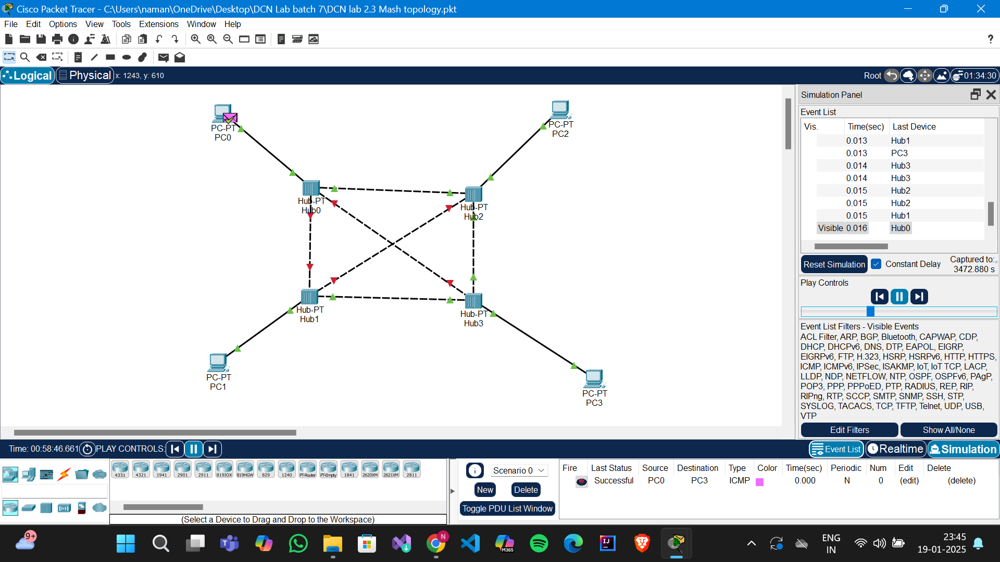 Cisco Packet Tracer - C:\Users\naman\OneDrive\Desktop\DCN Lab batch 7\DCN lab 2.3 Mash topology.pkt
File Edit Options View Tools Extensions Window Help
?
Logical Physical x: 1243, y: 610
Root 01:34:30
PC-PT
PC0
PC-PT
PC2
Hub-PT
Hub0
Hub-PT
Hub2
Hub-PT
Hub1
Hub-PT
Hub3
PC-PT
PC1
PC-PT
PC3
Simulation Panel
Event List
Vis. Time(sec) Last Device
0.013 Hub1
0.013 PC3
0.014 Hub3
0.014 Hub3
0.015 Hub2
0.015 Hub2
0.015 Hub1
Visible 0.016 Hub0
Reset Simulation Constant Delay Captured to:*
3472.880 s
Play Controls
Event List Filters - Visible Events
ACL Filter, ARP, BGP, Bluetooth, CAPWAP, CDP,
DHCP, DHCPv6, DNS, DTP, EAPOL, EIGRP,
EIGRPv6, FTP, H.323, HSRP, HSRPv6, HTTP, HTTPS,
ICMP, ICMPv6, IPSec, ISAKMP, IoT, IoT TCP, LACP,
LLDP, NDP, NETFLOW, NTP, OSPF, OSPFv6, PAgP,
POP3, PPP, PPPoED, PTP, RADIUS, REP, RIP,
RIPng, RTP, SCCP, SMTP, SNMP, SSH, STP,
SYSLOG, TACACS, TCP, TFTP, Telnet, UDP, USB,
VTP
Edit Filters Show All/None
Time: 00:58:46.661 PLAY CONTROLS:
Event List Realtime Simulation
4331 4321 1941 2901 2911 819IOX 819HGW 829 1240 PT-Router PT-Empty 1841 2620XM 2621XM 2811
(Select a Device to Drag and Drop to the Workspace)
Scenario 0
New Delete
Toggle PDU List Window
Fire Last Status Source Destination Type Color Time(sec) Periodic Num Edit Delete
Successful PC0 PC3 ICMP 0.000 N 0 (edit) (delete)
9+
N
M365
IJ
ENG
IN
23:45
19-01-2025